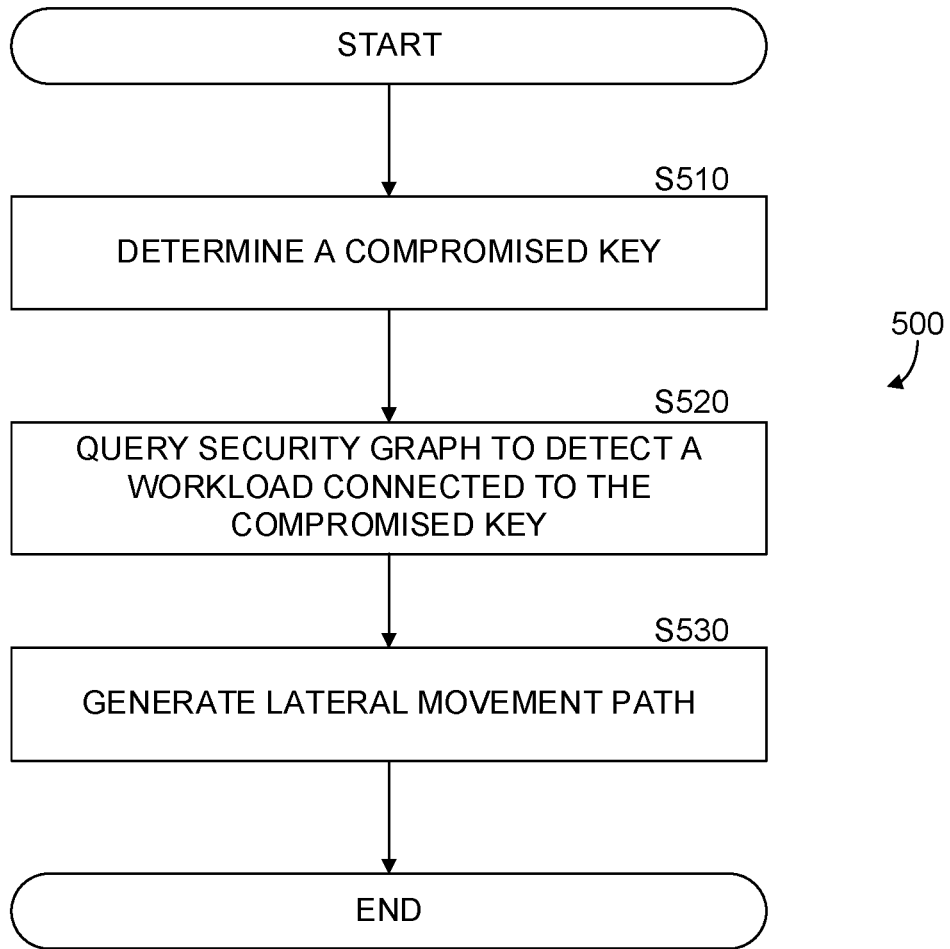 START
S510
DETERMINE A COMPROMISED KEY
500
S520
QUERY SECURITY GRAPH TO DETECT A
WORKLOAD CONNECTED TO THE
COMPROMISED KEY
S530
GENERATE LATERAL MOVEMENT PATH
END